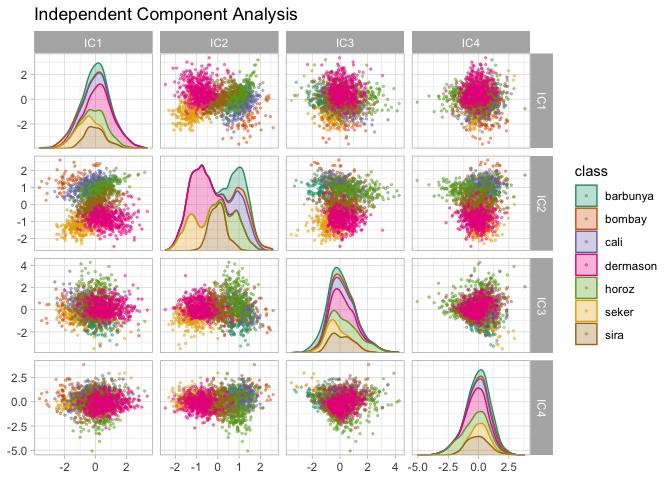 Independent Component Analysis
IC1 IC2 IC3 IC4
2
0
-2
IC1
2
1
0
-1
-2
IC2
4
2
0
-2
IC3
2.5
0.0
-2.5
-5.0
IC4
-2 0 2 -2 -1 0 1 2 -2 0 2 4 -5.0 -2.5 0.0 2.5
class
barbunya
bombay
cali
dermason
horoz
seker
sira